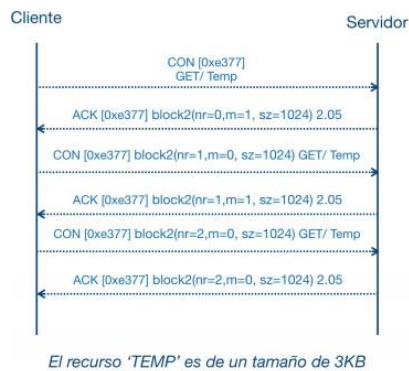 Cliente
Servidor
CON [0xe377]
GET/ Temp
ACK [0xe377] block2(nr=0,m=1, sz=1024) 2.05
CON [0xe377] block2(nr=1,m=0, sz=1024) GET/ Temp
ACK [0xe377] block2(nr=1,m=1, sz=1024) 2.05
CON [0xe377] block2(nr=2,m=0, sz=1024) GET/ Temp
ACK [0xe377] block2(nr=2,m=0, sz=1024) 2.05
El recurso ‘TEMP’ es de un tamaño de 3KB